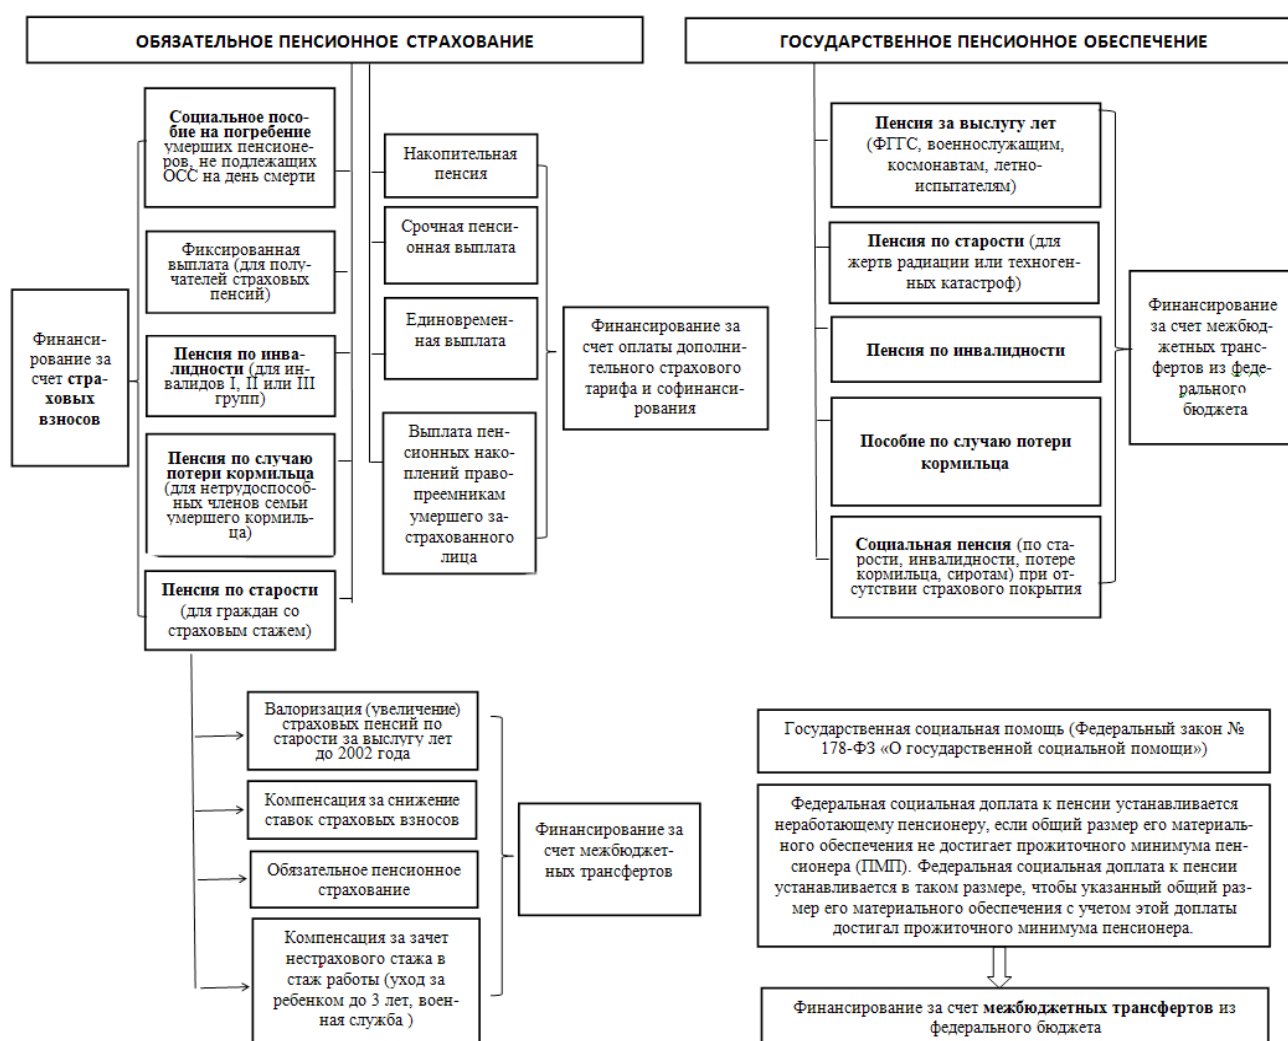 ОБЯЗАТЕЛЬНОЕ ПЕНСИОННОЕ СТРАХОВАНИЕ
Социальное посо-
бие на погребение
умерших пенсионе-
ров, не подлежащих
ОСС на день смерти
Фиксированная
выплата (для полу-
чателей страховых
пенсий)
Финанси-
рование за
счет стра-
ховых
взносов
Пенсия по инва-
лидности (для ин-
валидов I, II или III
групп)
Пенсия по случаю
потери кормильца
(для нетрудоспособ-
ных членов семьи
умершего кормиль-
ца)
Пенсия по старости
(для граждан со
страховым стажем)
Накопительная
пенсия
Срочная пенси-
онная выплата
Единовремен-
ная выплата
Выплата пен-
сионных нако-
плений право-
преемникам
умершего за-
страхованного
лица
Финансирование за
счет оплаты дополни-
тельного страхового
тарифа и софинанси-
рования
Валоризация (увеличение)
страховых пенсий по
старости за выслугу лет
до 2002 года
Компенсация за снижение
ставок страховых взносов
Обязательное пенсионное
страхование
Компенсация за зачет
нестрахового стажа в
стаж работы (уход за
ребенком до 3 лет, воен-
ная служба )
Финансирование за
счет межбюджет-
ных трансфертов
ГОСУДАРСТВЕННОЕ ПЕНСИОННОЕ ОБЕСПЕЧЕНИЕ
Пенсия за выслугу лет
(ФГГС, военнослужащим,
космонавтам, летно-
испытателям)
Пенсия по старости (для
жертв радиации или техноген-
ных катастроф)
Пенсия по инвалидности
Пособие по случаю потери
кормильца
Социальная пенсия (по ста-
рости, инвалидности, потере
кормильца, сиротам) при от-
сутствии страхового покрытия
Финансирование
за счет межбюд-
жетных транс-
фертов из феде-
рального
бюджета
Государственная социальная помощь (Федеральный закон №
178-ФЗ «О государственной социальной помощи»)
Федеральная социальная доплата к пенсии устанавливается
неработающему пенсионеру, если общий размер его материаль-
ного обеспечения не достигает прожиточного минимума пен-
сионера (ПМП). Федеральная социальная доплата к пенсии
устанавливается в таком размере, чтобы указанный общий раз-
мер его материального обеспечения с учетом этой доплаты
достигал прожиточного минимума пенсионера.
Финансирование за счет межбюджетных трансфертов из
федерального бюджета